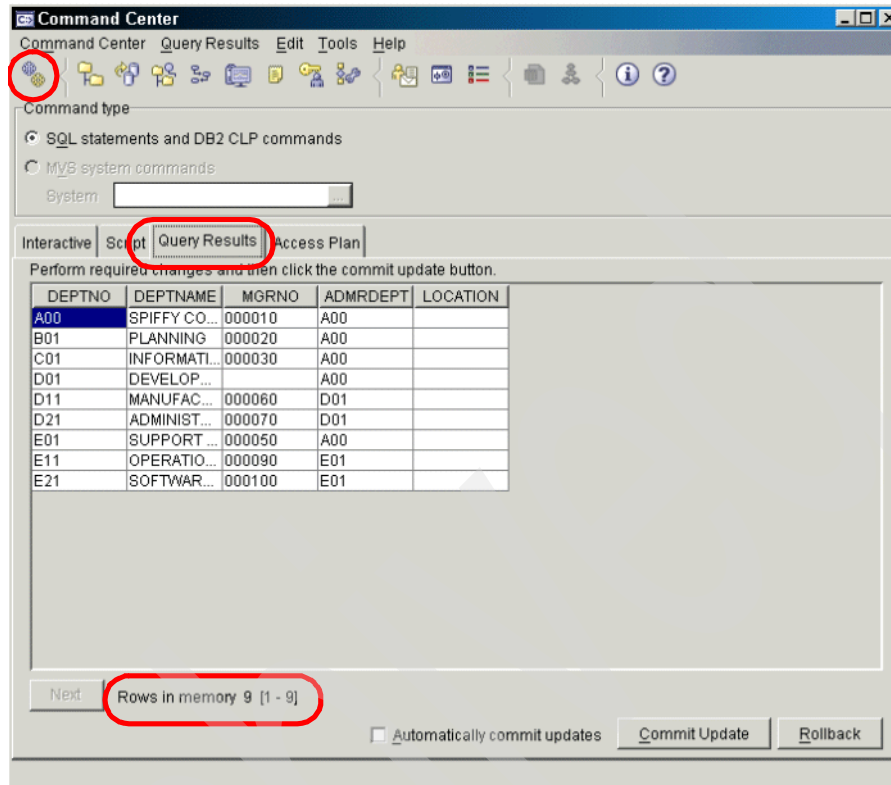 Command Center
Command Center Query Results Edit Tools Help
Command type
SQL statements and DB2 CLP commands
MVS system commands
System ...
Interactive Script Query Results Access Plan
Perform required changes and then click the commit update button.
DEPTNO DEPTNAME MGRNO ADMRDEPT LOCATION
A00 SPIFFY CO... 000010 A00
B01 PLANNING 000020 A00
C01 INFORMATI... 000030 A00
D01 DEVELOP... A00
D11 MANUFAC... 000060 D01
D21 ADMINIST... 000070 D01
E01 SUPPORT ... 000050 A00
E11 OPERATIO... 000090 E01
E21 SOFTWAR... 000100 E01
Next Rows in memory 9 [1 - 9]
Automatically commit updates Commit Update Rollback